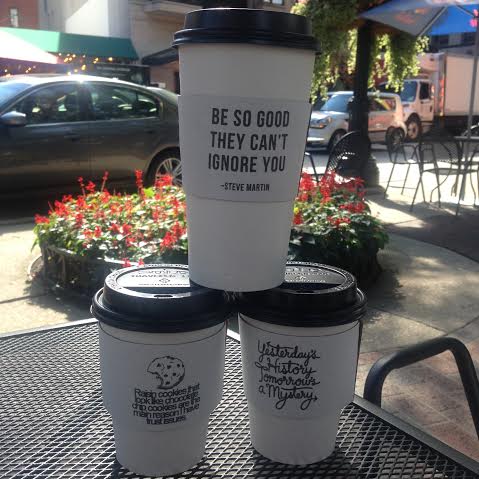 BE SO GOOD
THEY CAN'T
IGNORE YOU
-STEVE MARTIN
Raisin cookies that
look like chocolate
chip cookies are the
main reason I have
trust issues.
Yesterday's
History
Tomorrow's
a Mystery